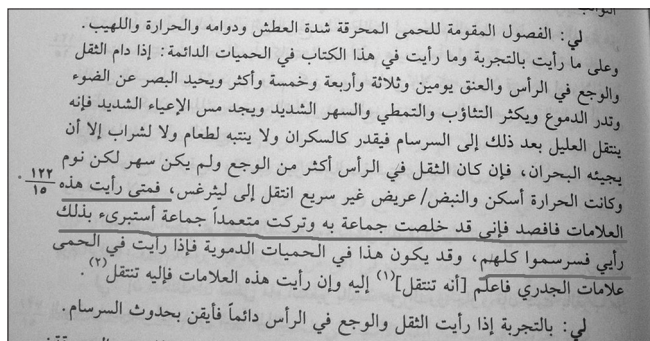 لي: الفصول المقومة للحمى المحرقة شدة العطش ودوامه والحرارة واللهيب.
وعلى ما رأيت بالتجربة وما رأيت في هذا الكتاب في الحميات الدائمة: إذا دام الثقل
والوجع في الرأس والعنق يومين وثلاثة وأربعة وخمسة وأكثر ويحيد البصر عن الضوء
وتدر الدموع ويكثر التثاؤب والتمطي والسهر الشديد ويجد مس الإعياء الشديد فإنه
ينتقل العليل بعد ذلك إلى السرسام فيقدر كالسكران ولا ينتبه لطعام ولا لشراب إلا أن
يجيئه البحران، فإن كان الثقل في الرأس أكثر من الوجع ولم يكن سهر لكن نوم
وكانت الحرارة أسكن والنبض/ عريض غير سريع انتقل إلى ليثرغس، فمتى رأيت هذه ١٢٢/١٥
العلامات فافصد فإني قد خلصت جماعة به وتركت متعمداً جماعة أستبرىء بذلك
رأيي فسرسموا كلهم، وقد يكون هذا في الحميات الدموية فإذا رأيت في الحمى
علامات الجدري فاعلم [أنه تنتقل](١) إليه وإن رأيت هذه العلامات فإليه تنتقل(٢).
لي: بالتجربة إذا رأيت الثقل والوجع في الرأس دائماً فأيقن بحدوث السرسام.